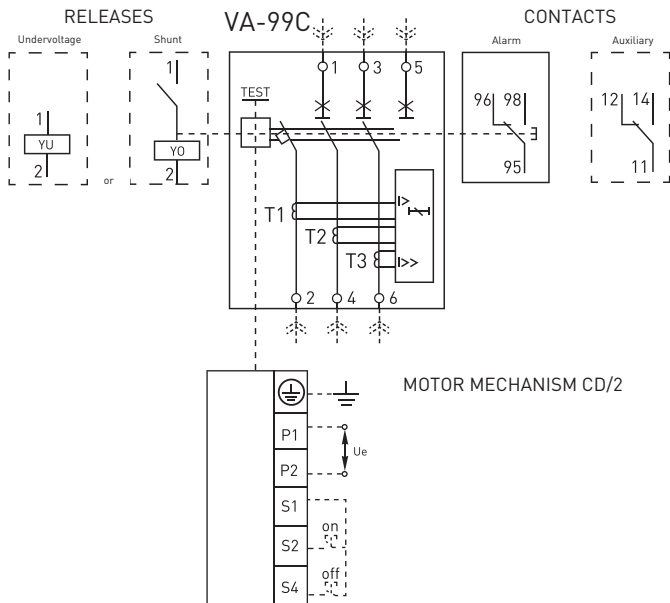 RELEASES
VA-99C
CONTACTS
Undervoltage
Shunt
Alarm
Auxiliary
1
YU
2
or
1
YO
2
TEST
1
3
5
T1
T2
T3
I>
I>>
2
4
6
96
98
95
12
14
11
MOTOR MECHANISM CD/2
P1
P2
Ue
S1
S2
on
S4
off